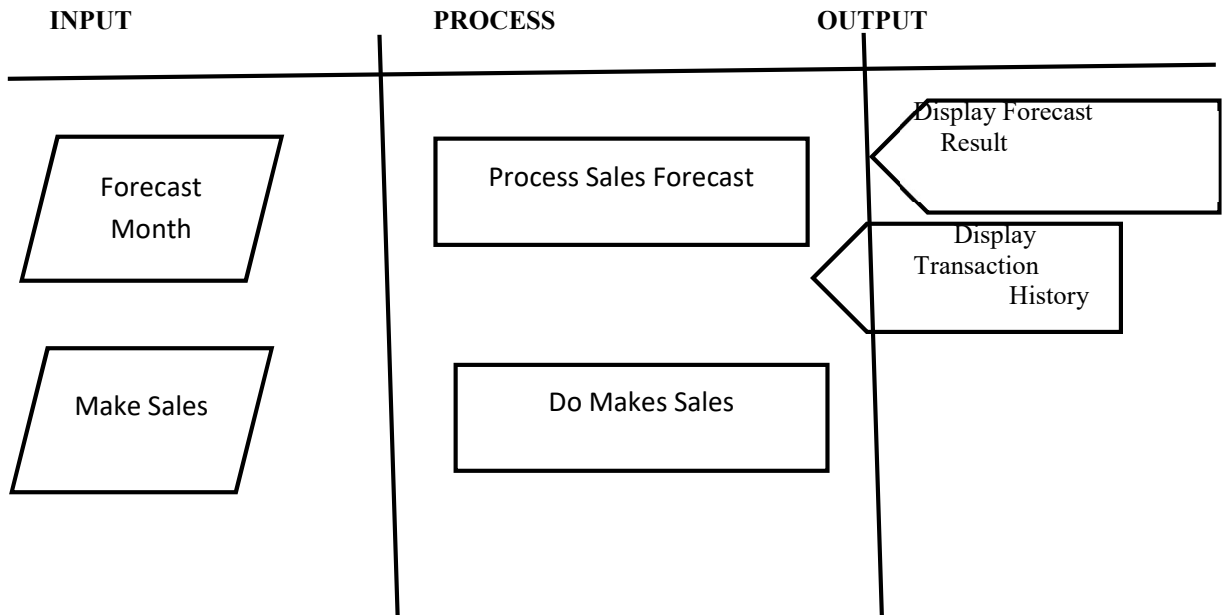 INPUT
PROCESS
OUTPUT
Forecast
Month
Process Sales Forecast
Display Forecast
Result
Display
Transaction
History
Make Sales
Do Makes Sales